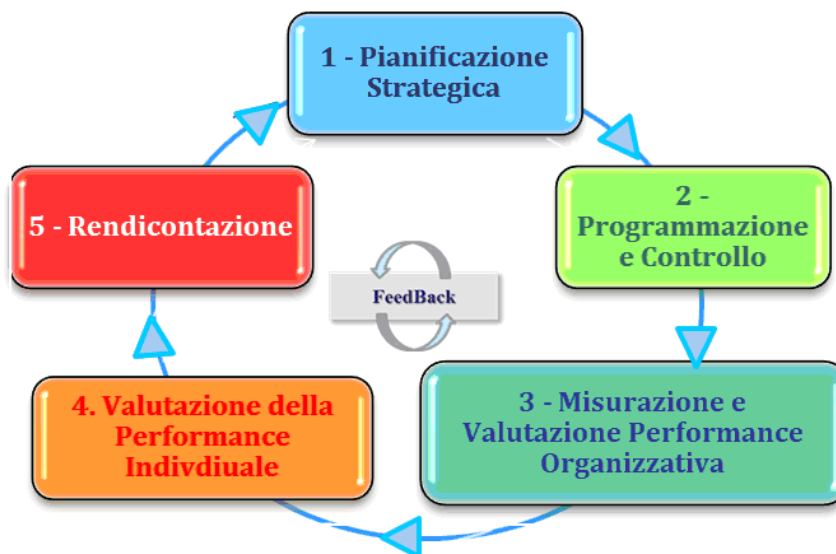 1 - Pianificazione
Strategica
2 -
Programmazione
e Controllo
3 - Misurazione e
Valutazione Performance
Organizzativa
4. Valutazione della
Performance
Indivdiuale
5 - Rendicontazione
FeedBack